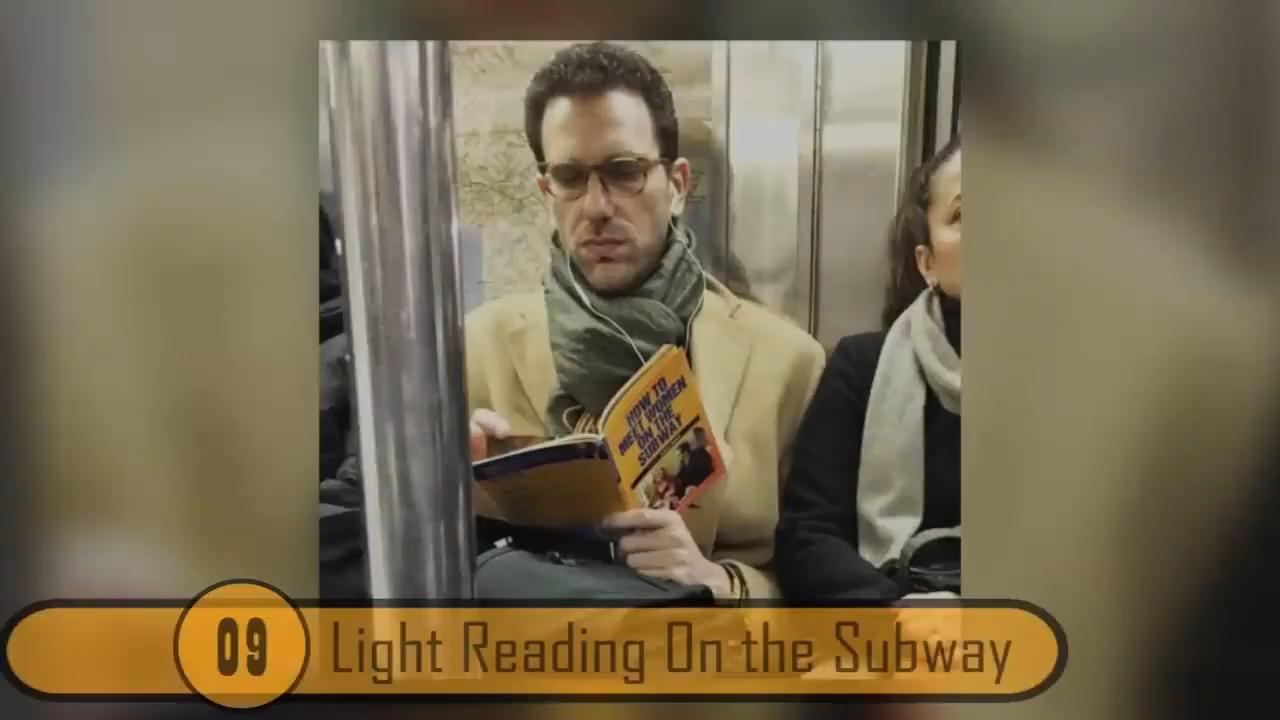 HOW TO
MEET WOMEN
ON THE
SUBWAY
09
Light Reading On the Subway